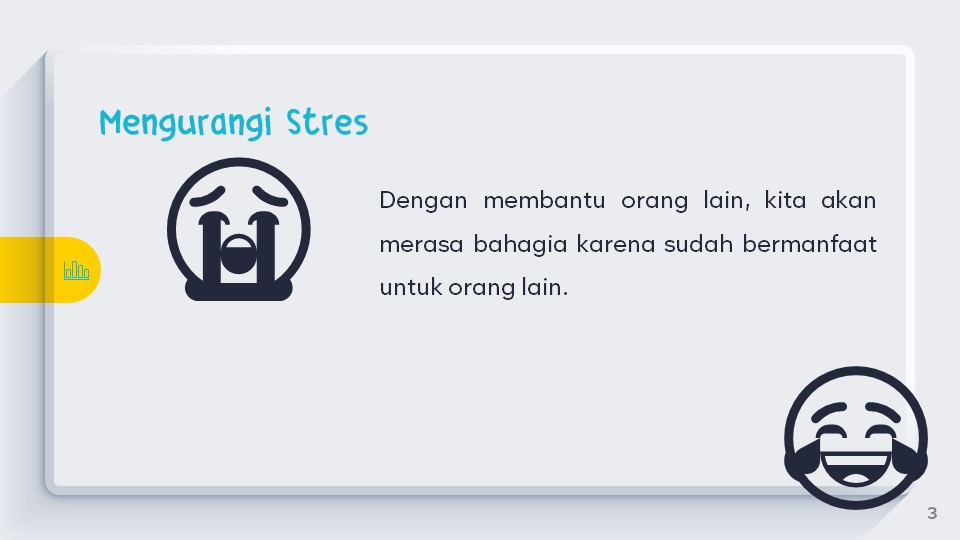 Mengurangi Stres
Dengan membantu orang lain, kita akan
merasa bahagia karena sudah bermanfaat
untuk orang lain.
3